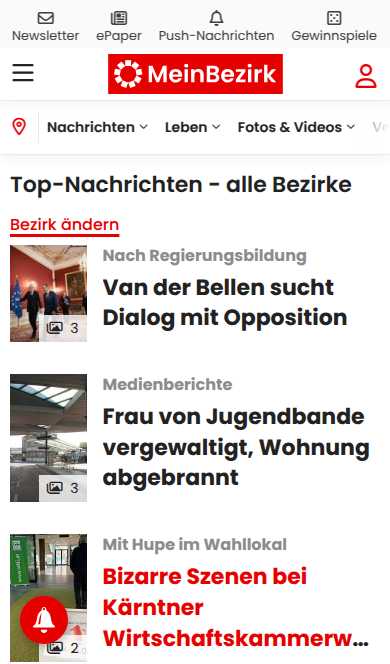 Newsletter ePaper Push-Nachrichten Gewinnspiele
MeinBezirk
Nachrichten Leben Fotos & Videos
Top-Nachrichten - alle Bezirke
Bezirk ändern
Nach Regierungsbildung
Van der Bellen sucht
Dialog mit Opposition
3
Medienberichte
Frau von Jugendbande
vergewaltigt, Wohnung
abgebrannt
3
Mit Hupe im Wahllokal
Bizarre Szenen bei
Kärntner
Wirtschaftskammerw...
2